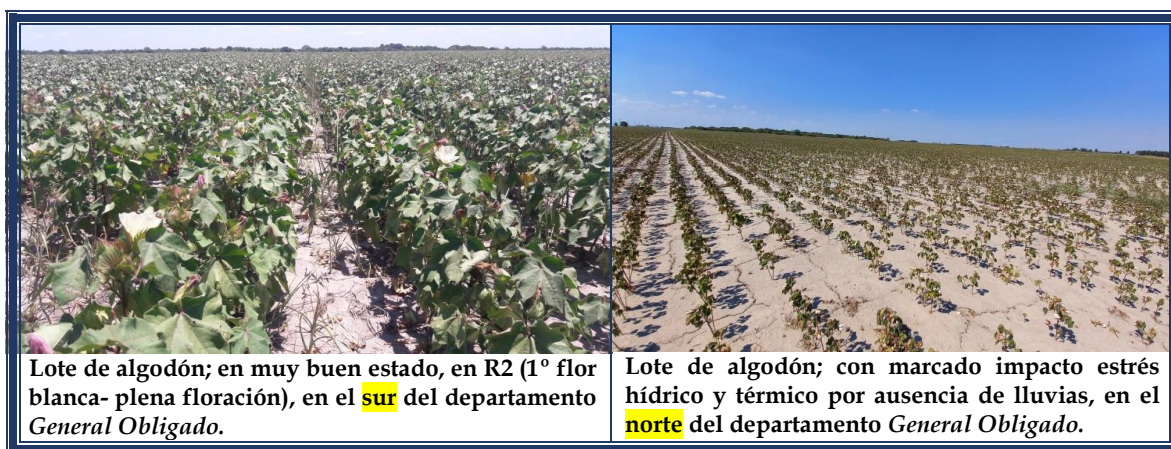 Lote de algodón; en muy buen estado, en R2 (1º flor
blanca- plena floración), en el sur del departamento
General Obligado.
Lote de algodón; con marcado impacto estrés
hídrico y térmico por ausencia de lluvias, en el
norte del departamento General Obligado.